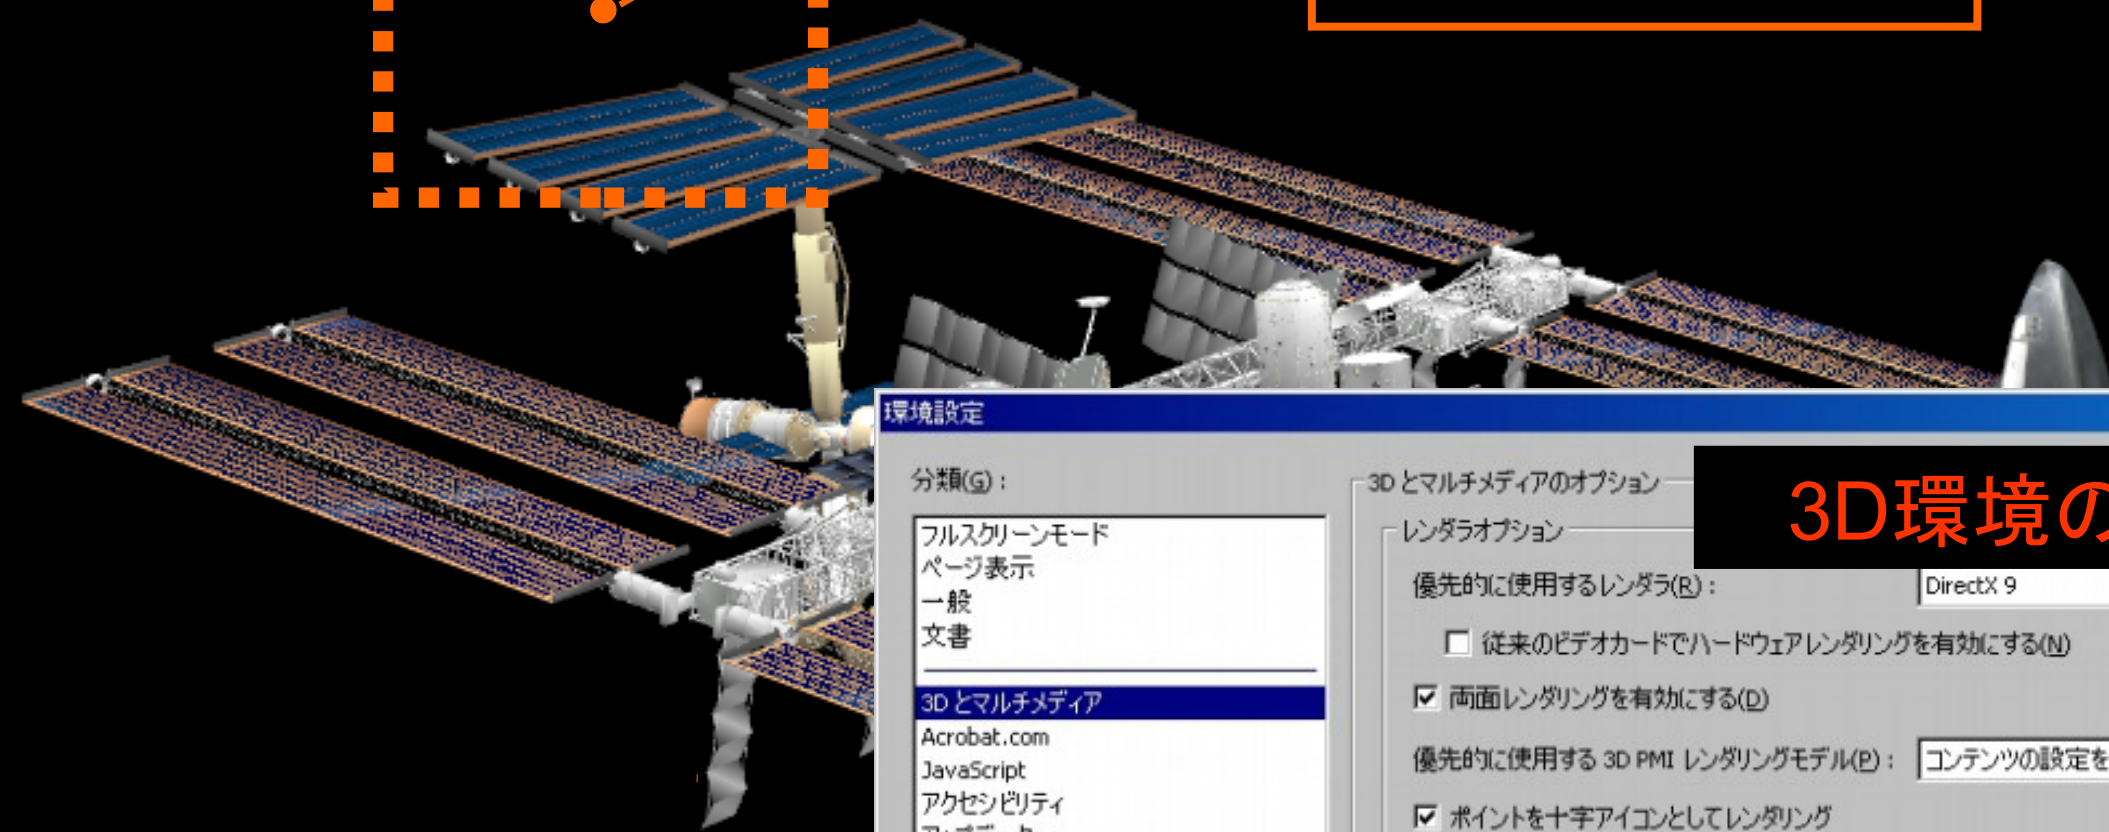 環境設定
分類(G):
フルスクリーンモード
ページ表示
一般
文書
3D とマルチメディア
Acrobat.com
JavaScript
アクセシビリティ
3D とマルチメディアのオプション
3D環境の
レンダラオプション
優先的に使用するレンダラ(R):
DirectX 9
従来のビデオカードでハードウェアレンダリングを有効にする(N)
両面レンダリングを有効にする(D)
優先的に使用する 3D PMI レンダリングモデル(P):
コンテンツの設定を
ポイントを十字アイコンとしてレンダリング